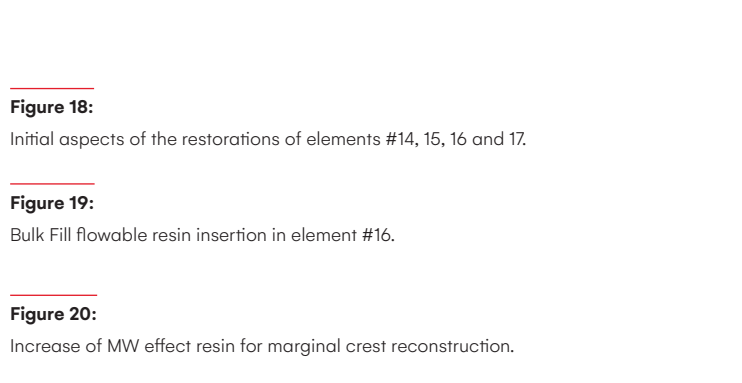 Figure 18:
Initial aspects of the restorations of elements #14, 15, 16 and 17.
Figure 19:
Bulk Fill flowable resin insertion in element #16.
Figure 20:
Increase of MW effect resin for marginal crest reconstruction.